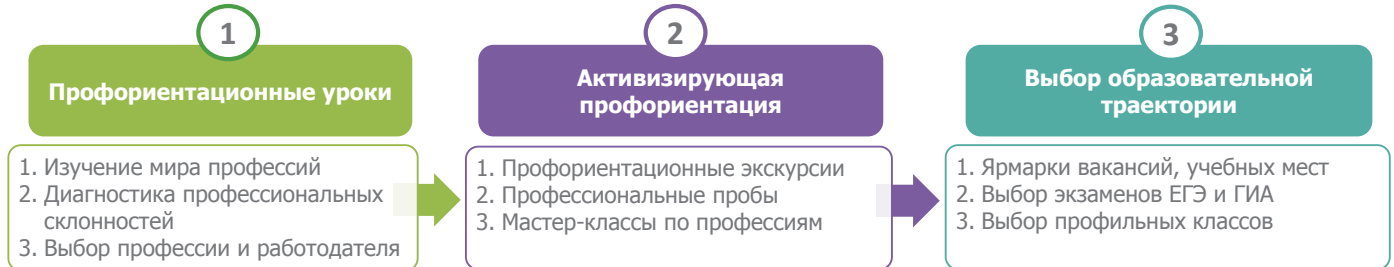 1
Профориентационные уроки
1. Изучение мира профессий
2. Диагностика профессиональных
склонностей
3. Выбор профессии и работодателя
2
Активизирующая
профориентация
1. Профориентационные экскурсии
2. Профессиональные пробы
3. Мастер-классы по профессиям
3
Выбор образовательной
траектории
1. Ярмарки вакансий, учебных мест
2. Выбор экзаменов ЕГЭ и ГИА
3. Выбор профильных классов